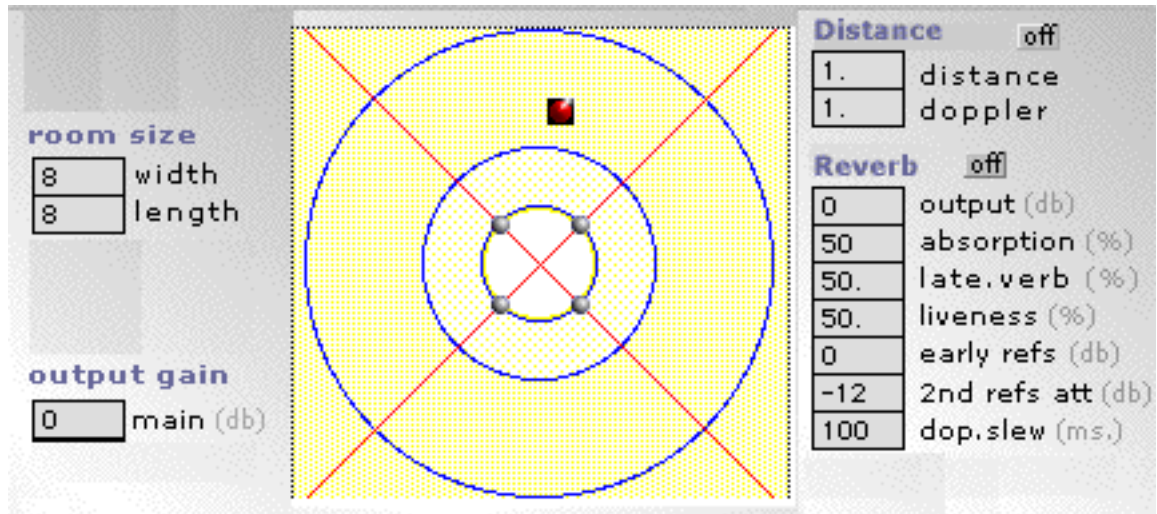 room size
8 width
8 length
output gain
0 main (db)
Distance off
1. distance
1. doppler
Reverb off
0 output (db)
50 absorption (%)
50. late.verb (%)
50. liveness (%)
0 early refs (db)
-12 2nd refs att (db)
100 dop.slew (ms.)